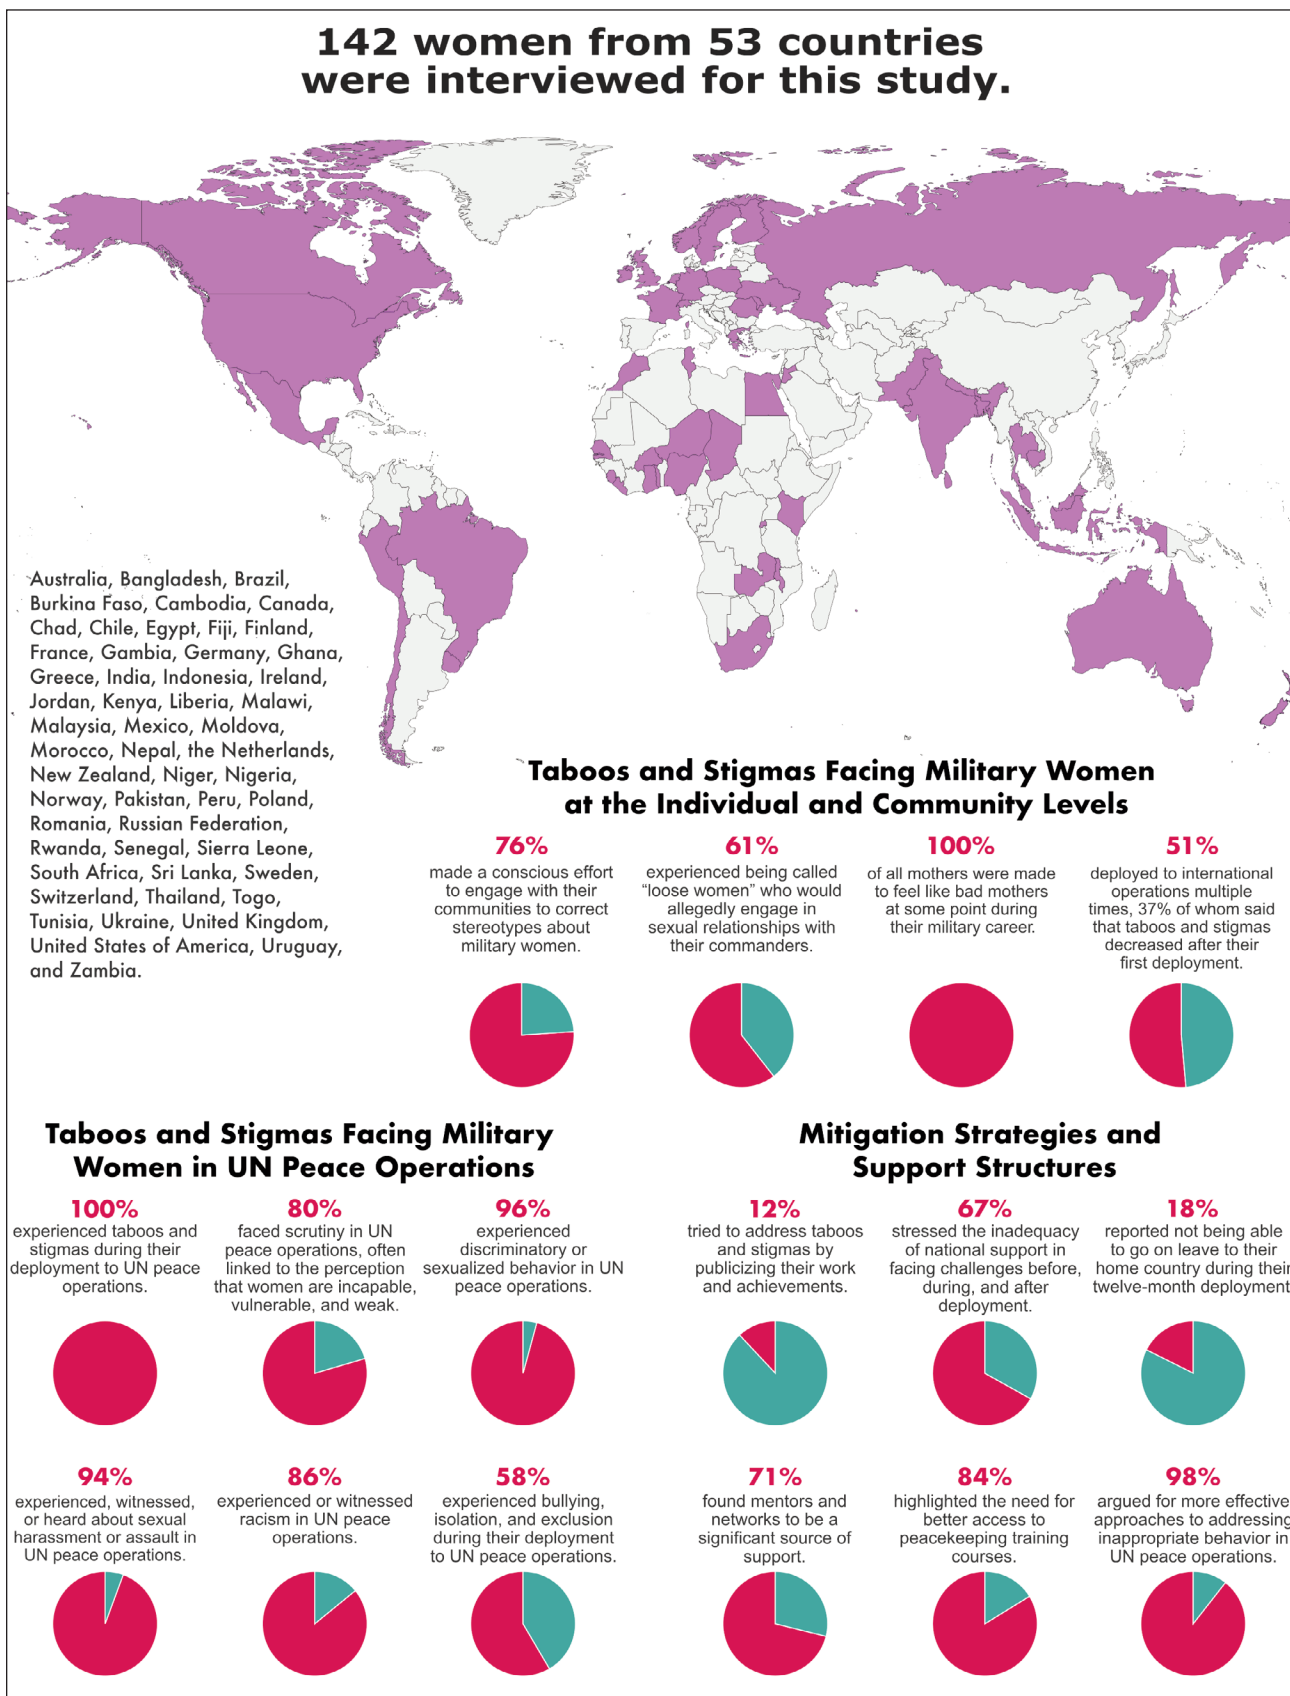 142 women from 53 countries
were interviewed for this study.
Australia, Bangladesh, Brazil,
Burkina Faso, Cambodia, Canada,
Chad, Chile, Egypt, Fiji, Finland,
France, Gambia, Germany, Ghana,
Greece, India, Indonesia, Ireland,
Jordan, Kenya, Liberia, Malawi,
Malaysia, Mexico, Moldova,
Morocco, Nepal, the Netherlands,
New Zealand, Niger, Nigeria,
Norway, Pakistan, Peru, Poland,
Romania, Russian Federation,
Rwanda, Senegal, Sierra Leone,
South Africa, Sri Lanka, Sweden,
Switzerland, Thailand, Togo,
Tunisia, Ukraine, United Kingdom,
United States of America, Uruguay,
and Zambia.
Taboos and Stigmas Facing Military Women
at the Individual and Community Levels
76%
made a conscious effort
to engage with their
communities to correct
stereotypes about
military women.
61%
experienced being called
“loose women” who would
allegedly engage in
sexual relationships with
their commanders.
100%
of all mothers were made
to feel like bad mothers
at some point during
their military career.
51%
deployed to international
operations multiple
times, 37% of whom said
that taboos and stigmas
decreased after their
first deployment.
Taboos and Stigmas Facing Military
Women in UN Peace Operations
100%
experienced taboos and
stigmas during their
deployment to UN peace
operations.
80%
faced scrutiny in UN
peace operations, often
linked to the perception
that women are incapable,
vulnerable, and weak.
96%
experienced
discriminatory or
sexualized behavior in UN
peace operations.
94%
experienced, witnessed,
or heard about sexual
harassment or assault in
UN peace operations.
86%
experienced or witnessed
racism in UN peace
operations.
58%
experienced bullying,
isolation, and exclusion
during their deployment
to UN peace operations.
Mitigation Strategies and
Support Structures
12%
tried to address taboos
and stigmas by
publicizing their work
and achievements.
67%
stressed the inadequacy
of national support in
facing challenges before,
during, and after
deployment.
18%
reported not being able
to go on leave to their
home country during their
twelve-month deployment
71%
found mentors and
networks to be a
significant source of
support.
84%
highlighted the need for
better access to
peacekeeping training
courses.
98%
argued for more effective
approaches to addressing
inappropriate behavior in
UN peace operations.